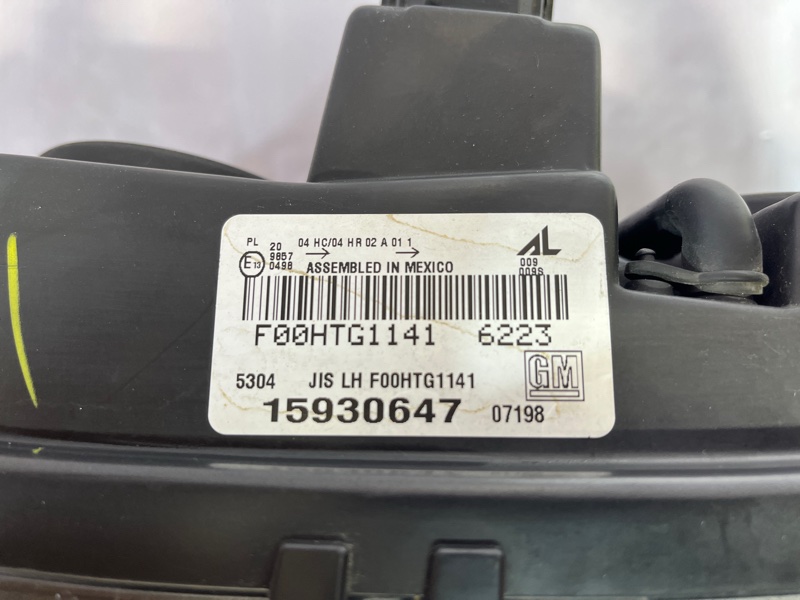 PL 20 04 HC/04 HR 02 A 01 1
9857
E13 0498 ASSEMBLED IN MEXICO
AL
009
009S
F00HTG1141 6223
5304 JIS LH F00HTG1141
GM
15930647 07198